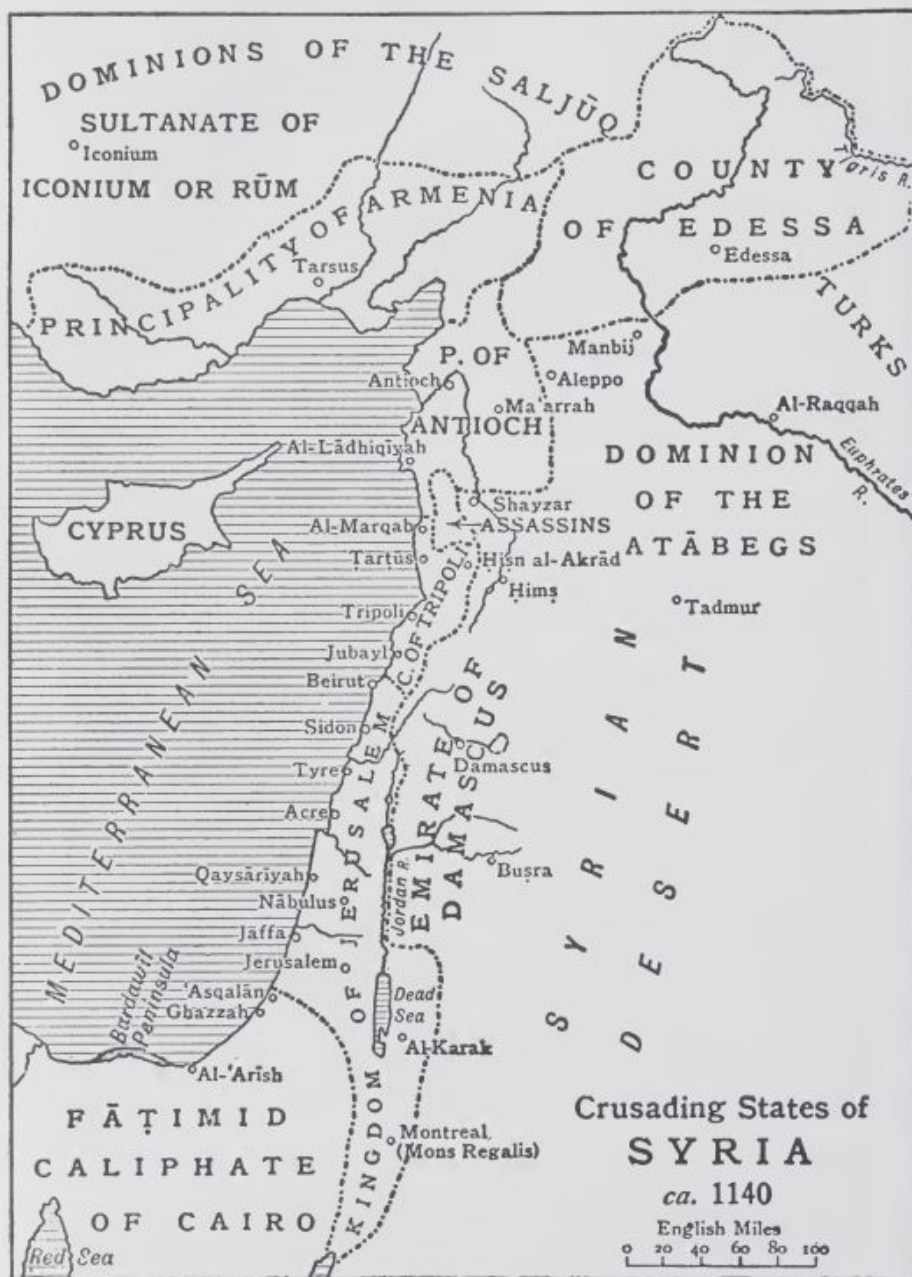 DOMINIONS OF THE SALJŪQ
SULTANATE OF
Iconium
ICONIUM OR RŪM
PRINCIPALITY OF ARMENIA
Tarsus
COUNTY
OF EDESSA
Edessa
R.
TURKS
P. OF
ANTIOCH
Antioch
Manbij
Aleppo
Ma'arrah
Al-Raqqah
Euphrates
R.
DOMINION
OF THE
ATĀBEGS
Al-Lādhiqīyah
CYPRUS
Shayzar
Al-Marqab
ASSASSINS
Ṭarṭūs
Ḥiṣn al-Akrād
Ḥimṣ
Tadmur
C. OF TRIPOLI
Tripoli
Jubayl
Beirut
Sidon
Tyre
Acre
MEDITERRANEAN SEA
EMIRATE OF
DAMASCUS
Damascus
Buṣra
SYRIAN
DESERT
Qaysārīyah
Nābulus
Jordan R.
Jaffa
Jerusalem
'Asqalān
Ghazzah
Bardawīl
Peninsula
Al-'Arīsh
Dead
Sea
Al-Karak
KINGDOM OF JERUSALEM
Montreal
(Mons Regalis)
FĀṬIMID
CALIPHATE
OF CAIRO
Red Sea
Crusading States of
SYRIA
ca. 1140
English Miles
0 20 40 60 80 100